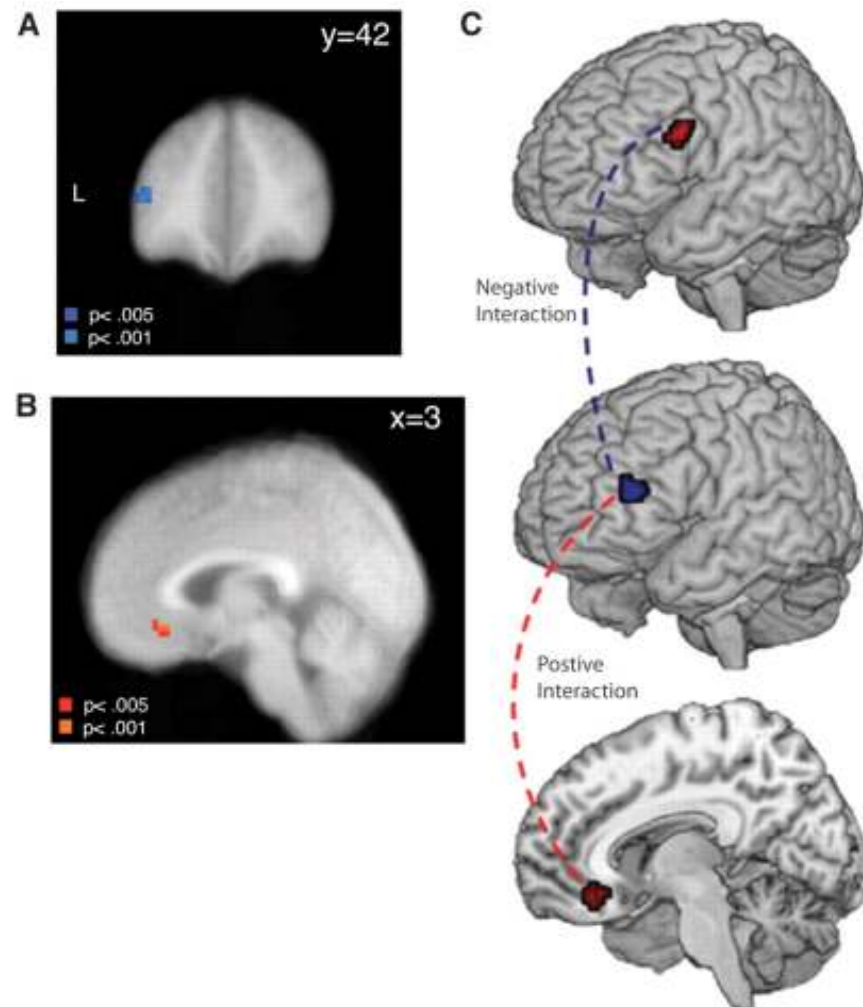 A
y=42
L
p< .005
p< .001
B
x=3
p< .005
p< .001
C
Negative
Interaction
Postive
Interaction